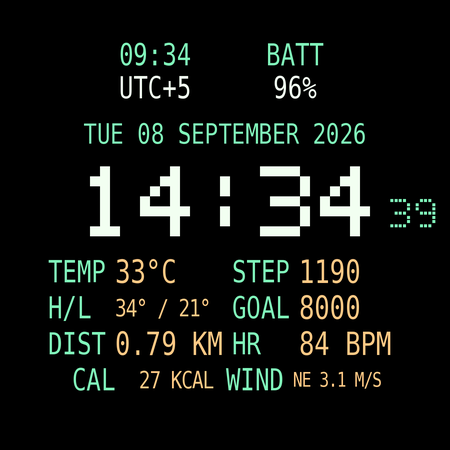 09:34 BATT
UTC+5 96%
TUE 08 SEPTEMBER 2026
14:34 39
TEMP 33°C STEP 1190
H/L 34° / 21° GOAL 8000
DIST 0.79 KM HR 84 BPM
CAL 27 KCAL WIND NE 3.1 M/S